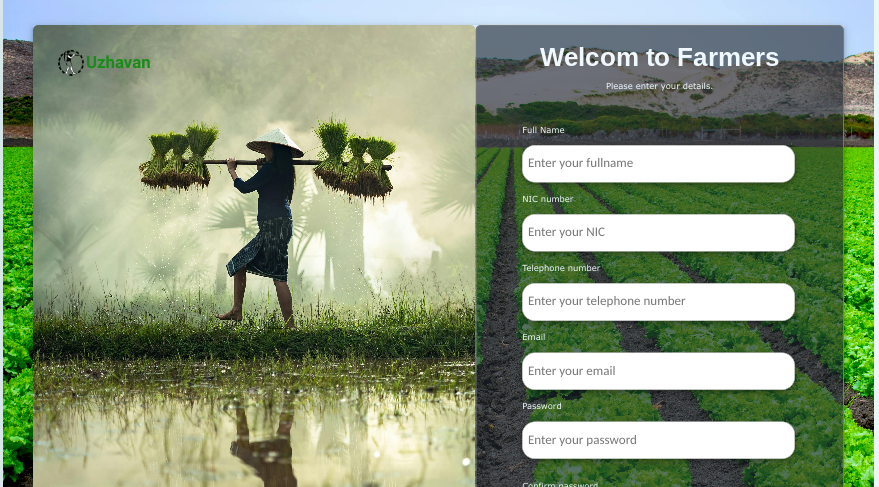 Uzhavan
Welcom to Farmers
Please enter your details.
Full Name
Enter your fullname
NIC number
Enter your NIC
Telephone number
Enter your telephone number
Email
Enter your email
Password
Enter your password
Confirm password